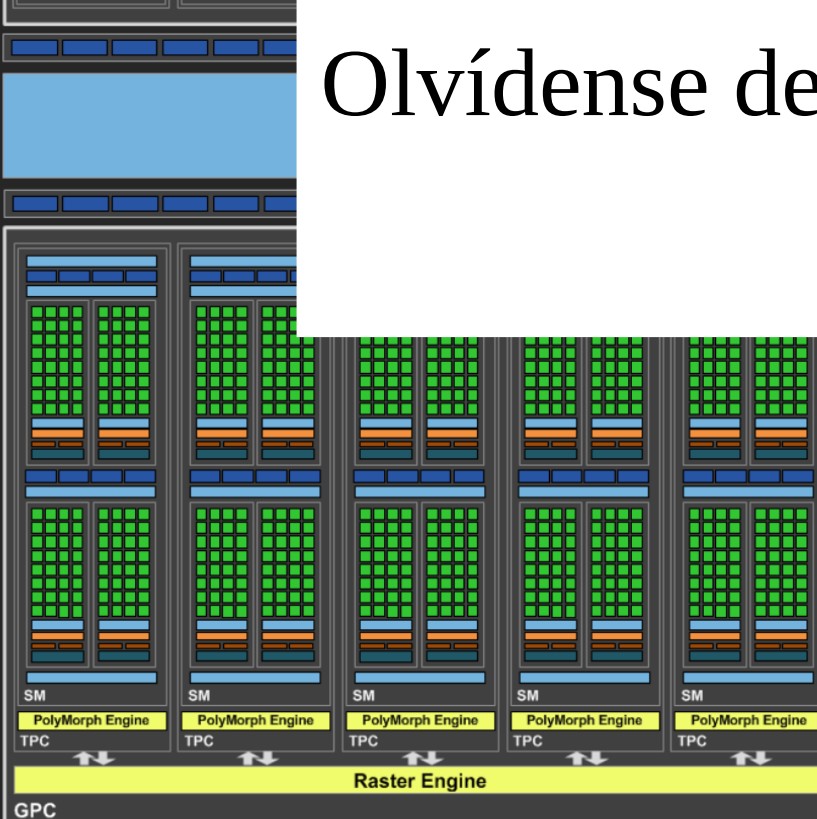 Olvídense de
SM SM SM SM SM
PolyMorph Engine PolyMorph Engine PolyMorph Engine PolyMorph Engine PolyMorph Engine
TPC TPC TPC TPC TPC
Raster Engine
GPC